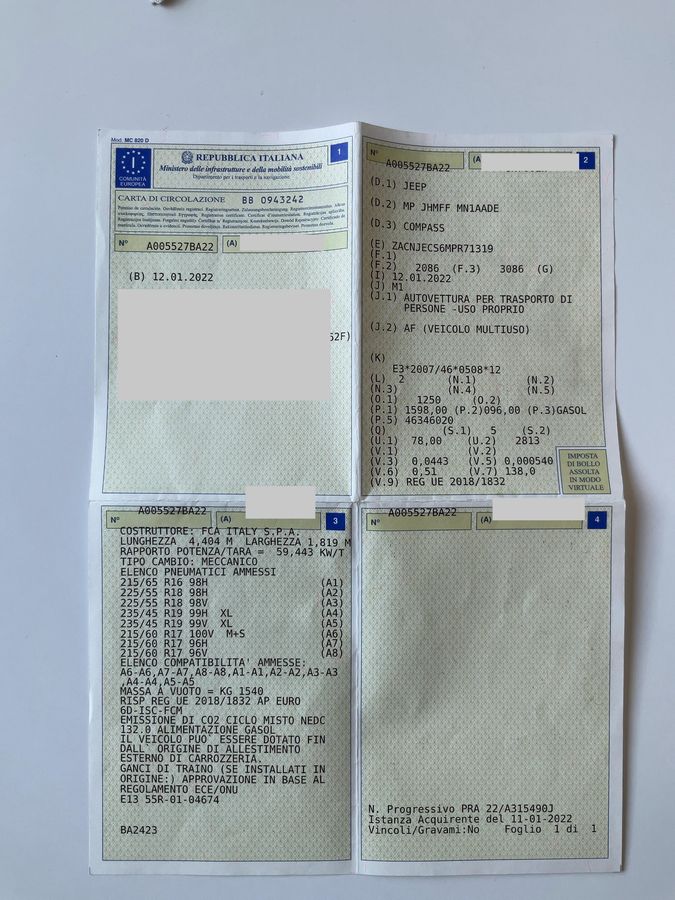 Mod. MC 820 D
1
COMUNITÀ
EUROPEA
REPUBBLICA ITALIANA
Ministero delle infrastrutture e della mobilità sostenibili
Dipartimento per i trasporti e la navigazione
CARTA DI CIRCOLAZIONE BB 0943242
N° A005527BA22 (A)
(B) 12.01.2022
52F)
N° A005527BA22 (A 2
(D.1) JEEP
(D.2) MP JHMFF MN1AADE
(D.3) COMPASS
(E) ZACNJECS6MPR71319
(F.1)
(F.2) 2086 (F.3) 3086 (G)
(I) 12.01.2022
(J) M1
(J.1) AUTOVETTURA PER TRASPORTO DI
PERSONE -USO PROPRIO
(J.2) AF (VEICOLO MULTIUSO)
(K)
E3*2007/46*0508*12
(L) 2 (N.1) (N.2)
(N.3) (N.4) (N.5)
(O.1) 1250 (O.2)
(P.1) 1598,00 (P.2)096,00 (P.3)GASOL
(P.5) 46346020
(Q) (S.1) 5 (S.2)
(U.1) 78,00 (U.2) 2813
(V.1) (V.2)
(V.3) 0,0443 (V.5) 0,000540
(V.6) 0,51 (V.7) 138,0
(V.9) REG UE 2018/1832
IMPOSTA
DI BOLLO
ASSOLTA
IN MODO
VIRTUALE
N° A005527BA22 (A) 3
COSTRUTTORE: FCA ITALY S.P.A.
LUNGHEZZA 4,404 M LARGHEZZA 1,819 M
RAPPORTO POTENZA/TARA = 59,443 KW/T
TIPO CAMBIO: MECCANICO
ELENCO PNEUMATICI AMMESSI
215/65 R16 98H (A1)
225/55 R18 98H (A2)
225/55 R18 98V (A3)
235/45 R19 99H XL (A4)
235/45 R19 99V XL (A5)
215/60 R17 100V M+S (A6)
215/60 R17 96H (A7)
215/60 R17 96V (A8)
ELENCO COMPATIBILITA' AMMESSE:
A6-A6,A7-A7,A8-A8,A1-A1,A2-A2,A3-A3
,A4-A4,A5-A5
MASSA A VUOTO = KG 1540
RISP REG UE 2018/1832 AP EURO
6D-ISC-FCM
EMISSIONE DI CO2 CICLO MISTO NEDC
132.0 ALIMENTAZIONE GASOL
IL VEICOLO PUO` ESSERE DOTATO FIN
DALL` ORIGINE DI ALLESTIMENTO
ESTERNO DI CARROZZERIA.
GANCI DI TRAINO (SE INSTALLATI IN
ORIGINE:) APPROVAZIONE IN BASE AL
REGOLAMENTO ECE/ONU
E13 55R-01-04674
BA2423
N° A005527BA22 (A) 4
N. Progressivo PRA 22/A315490J
Istanza Acquirente del 11-01-2022
Vincoli/Gravami:No Foglio 1 di 1